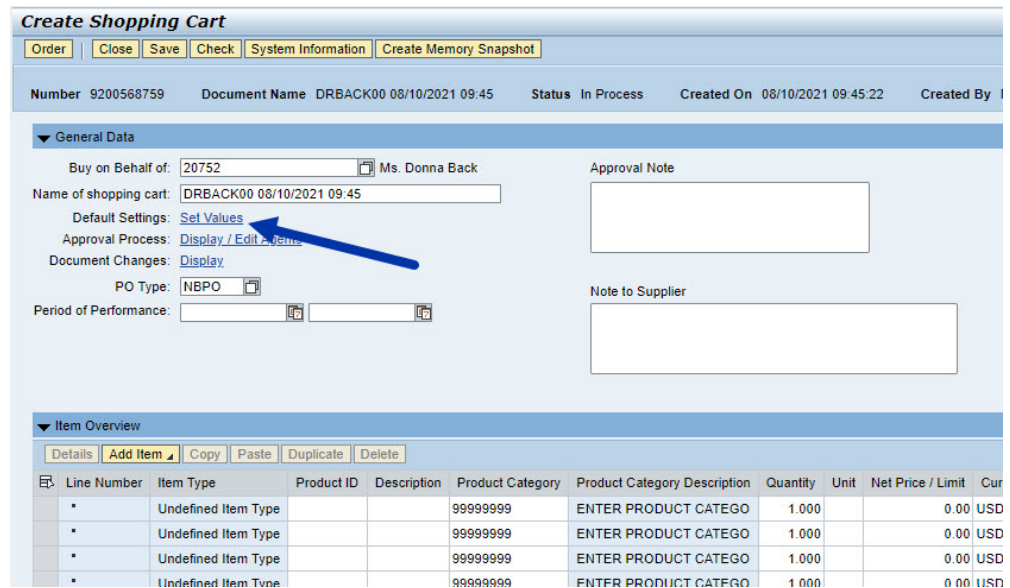 Create Shopping Cart
Order Close Save Check System Information Create Memory Snapshot
Number 9200568759 Document Name DRBACK00 08/10/2021 09:45 Status In Process Created On 08/10/2021 09:45:22 Created By
General Data
Buy on Behalf of: 20752 Ms. Donna Back Approval Note
Name of shopping cart: DRBACK00 08/10/2021 09:45
Default Settings: Set Values
Approval Process: Display / Edit Agents
Document Changes: Display
PO Type: NBPO
Note to Supplier
Period of Performance:
Item Overview
Details Add Item Copy Paste Duplicate Delete
Line Number Item Type Product ID Description Product Category Product Category Description Quantity Unit Net Price / Limit Cur
• Undefined Item Type 99999999 ENTER PRODUCT CATEGO 1.000 0.00 USD
• Undefined Item Type 99999999 ENTER PRODUCT CATEGO 1.000 0.00 USD
• Undefined Item Type 99999999 ENTER PRODUCT CATEGO 1.000 0.00 USD
• Undefined Item Type 99999999 ENTER PRODUCT CATEGO 1.000 0.00 USD